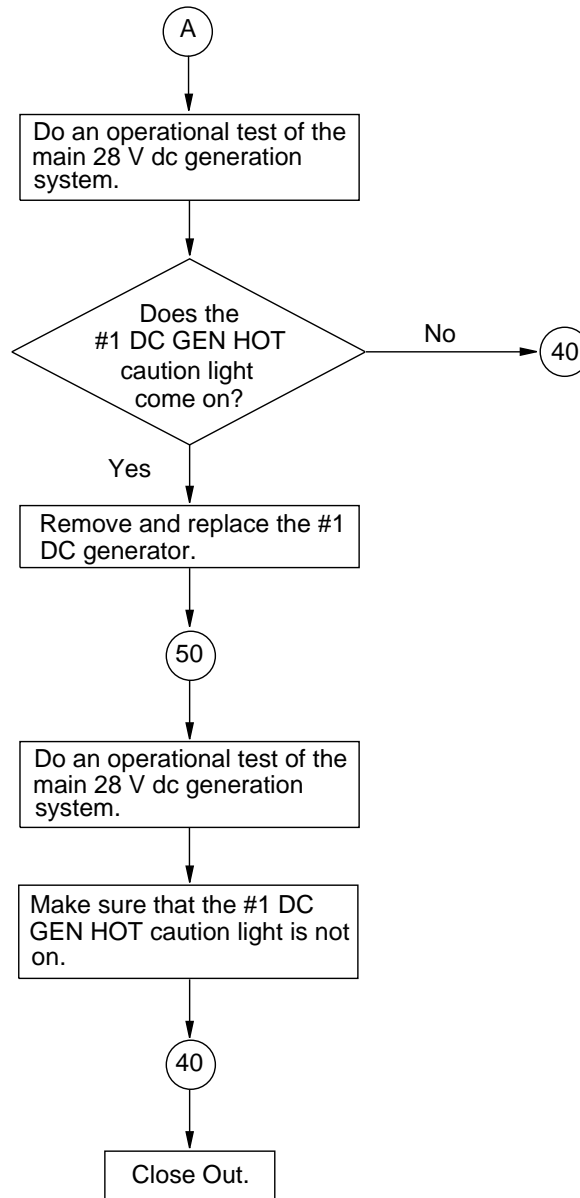 A
Do an operational test of the
main 28 V dc generation
system.
Does the
#1 DC GEN HOT
caution light
come on?
No
40
Yes
Remove and replace the #1
DC generator.
50
Do an operational test of the
main 28 V dc generation
system.
Make sure that the #1 DC
GEN HOT caution light is not
on.
40
Close Out.